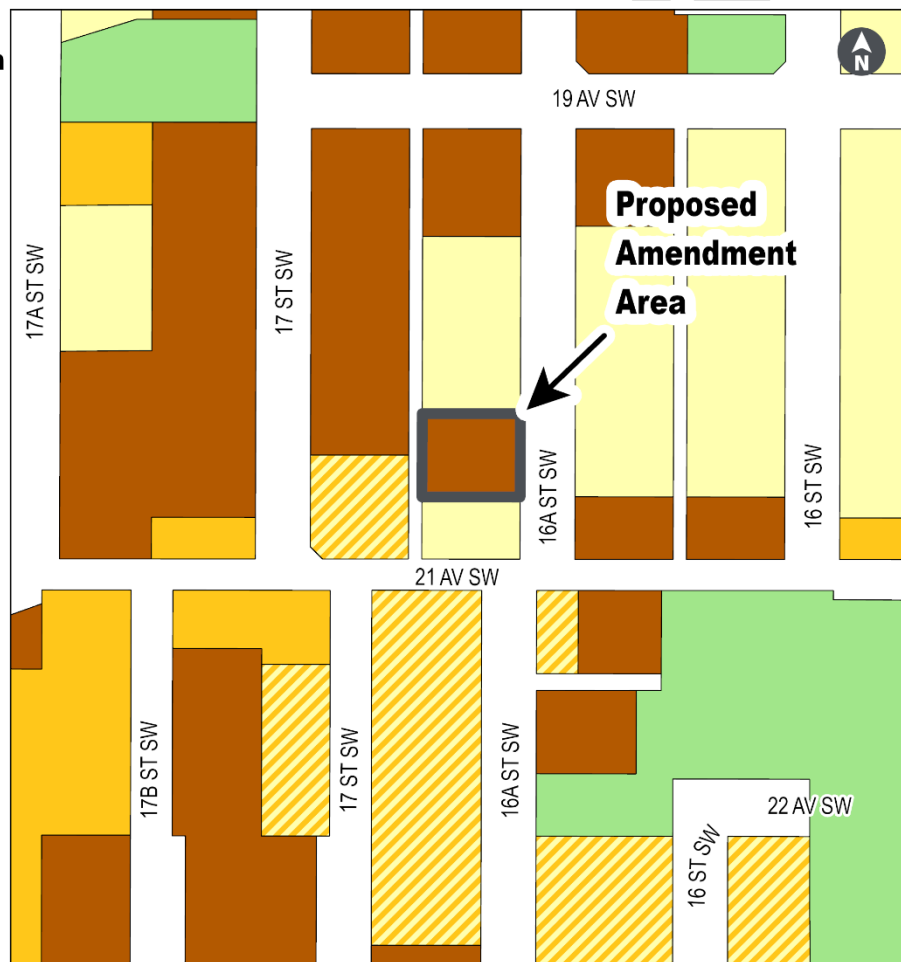 n
N
19 AV SW
Proposed
Amendment
Area
17A ST SW
17 ST SW
16A ST SW
16 ST SW
21 AV SW
17B ST SW
17 ST SW
16A ST SW
22 AV SW
16 ST SW